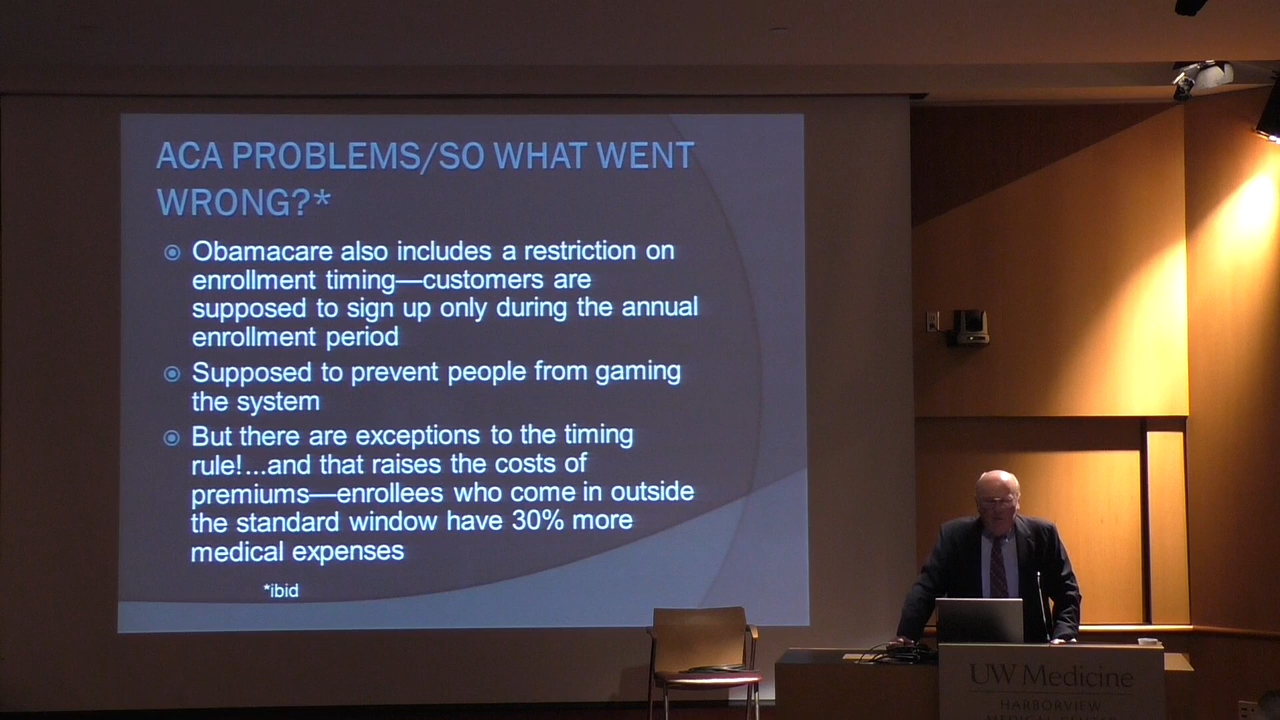 ACA PROBLEMS/SO WHAT WENT
WRONG?*
Obamacare also includes a restriction on
enrollment timing—customers are
supposed to sign up only during the annual
enrollment period
Supposed to prevent people from gaming
the system
But there are exceptions to the timing
rule!...and that raises the costs of
premiums—enrollees who come in outside
the standard window have 30% more
medical expenses
*ibid
UW Medicine
HARBORVIEW